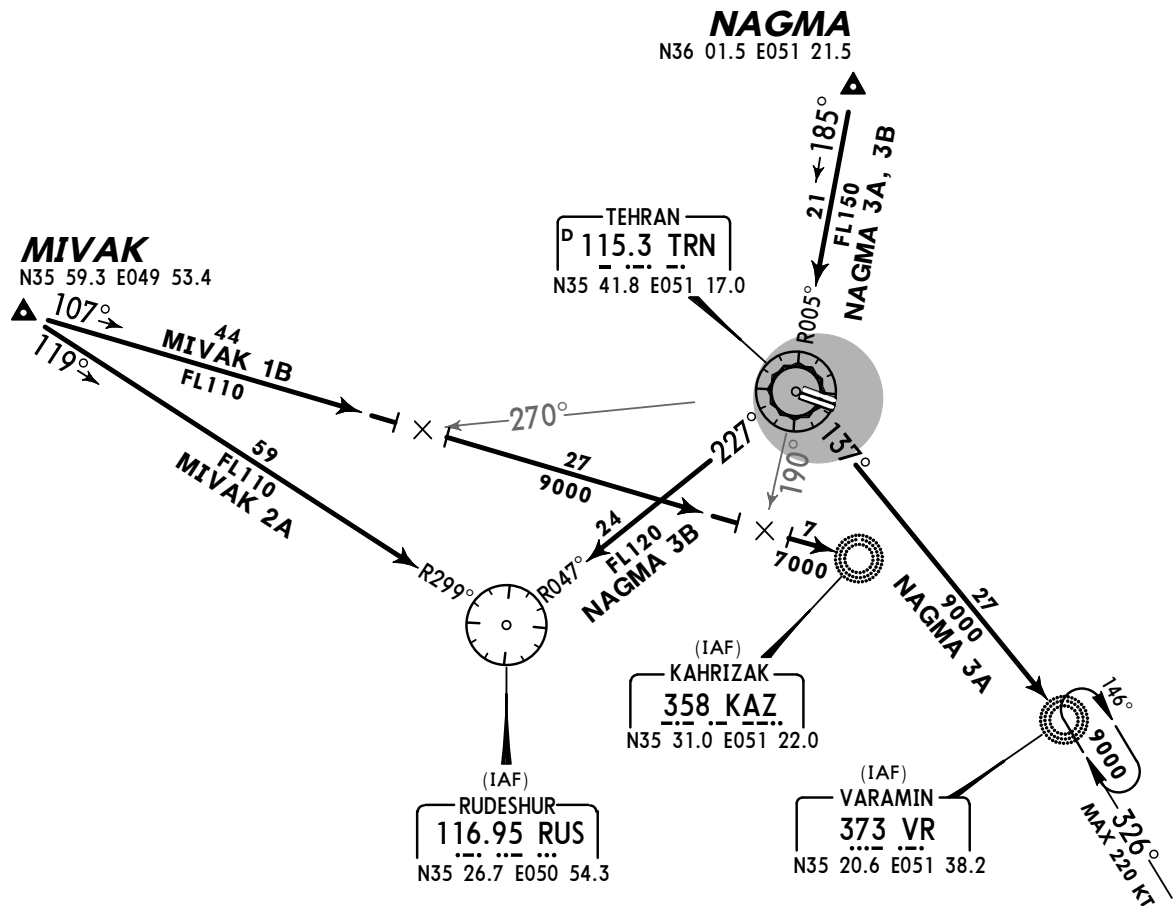 NAGMA
N36 01.5 E051 21.5
185°
21
FL150
NAGMA 3A, 3B
R005°
TEHRAN
D 115.3 TRN
N35 41.8 E051 17.0
MIVAK
N35 59.3 E049 53.4
107°
44
MIVAK 1B
FL110
119°
59
FL110
MIVAK 2A
270°
227°
137°
190°
27
9000
24
FL120
NAGMA 3B
R047°
R299°
7
7000
27
9000
NAGMA 3A
(IAF)
KAHRIZAK
358 KAZ
N35 31.0 E051 22.0
146°
9000
326°
MAX 220 KT
(IAF)
RUDESHUR
116.95 RUS
N35 26.7 E050 54.3
(IAF)
VARAMIN
373 VR
N35 20.6 E051 38.2